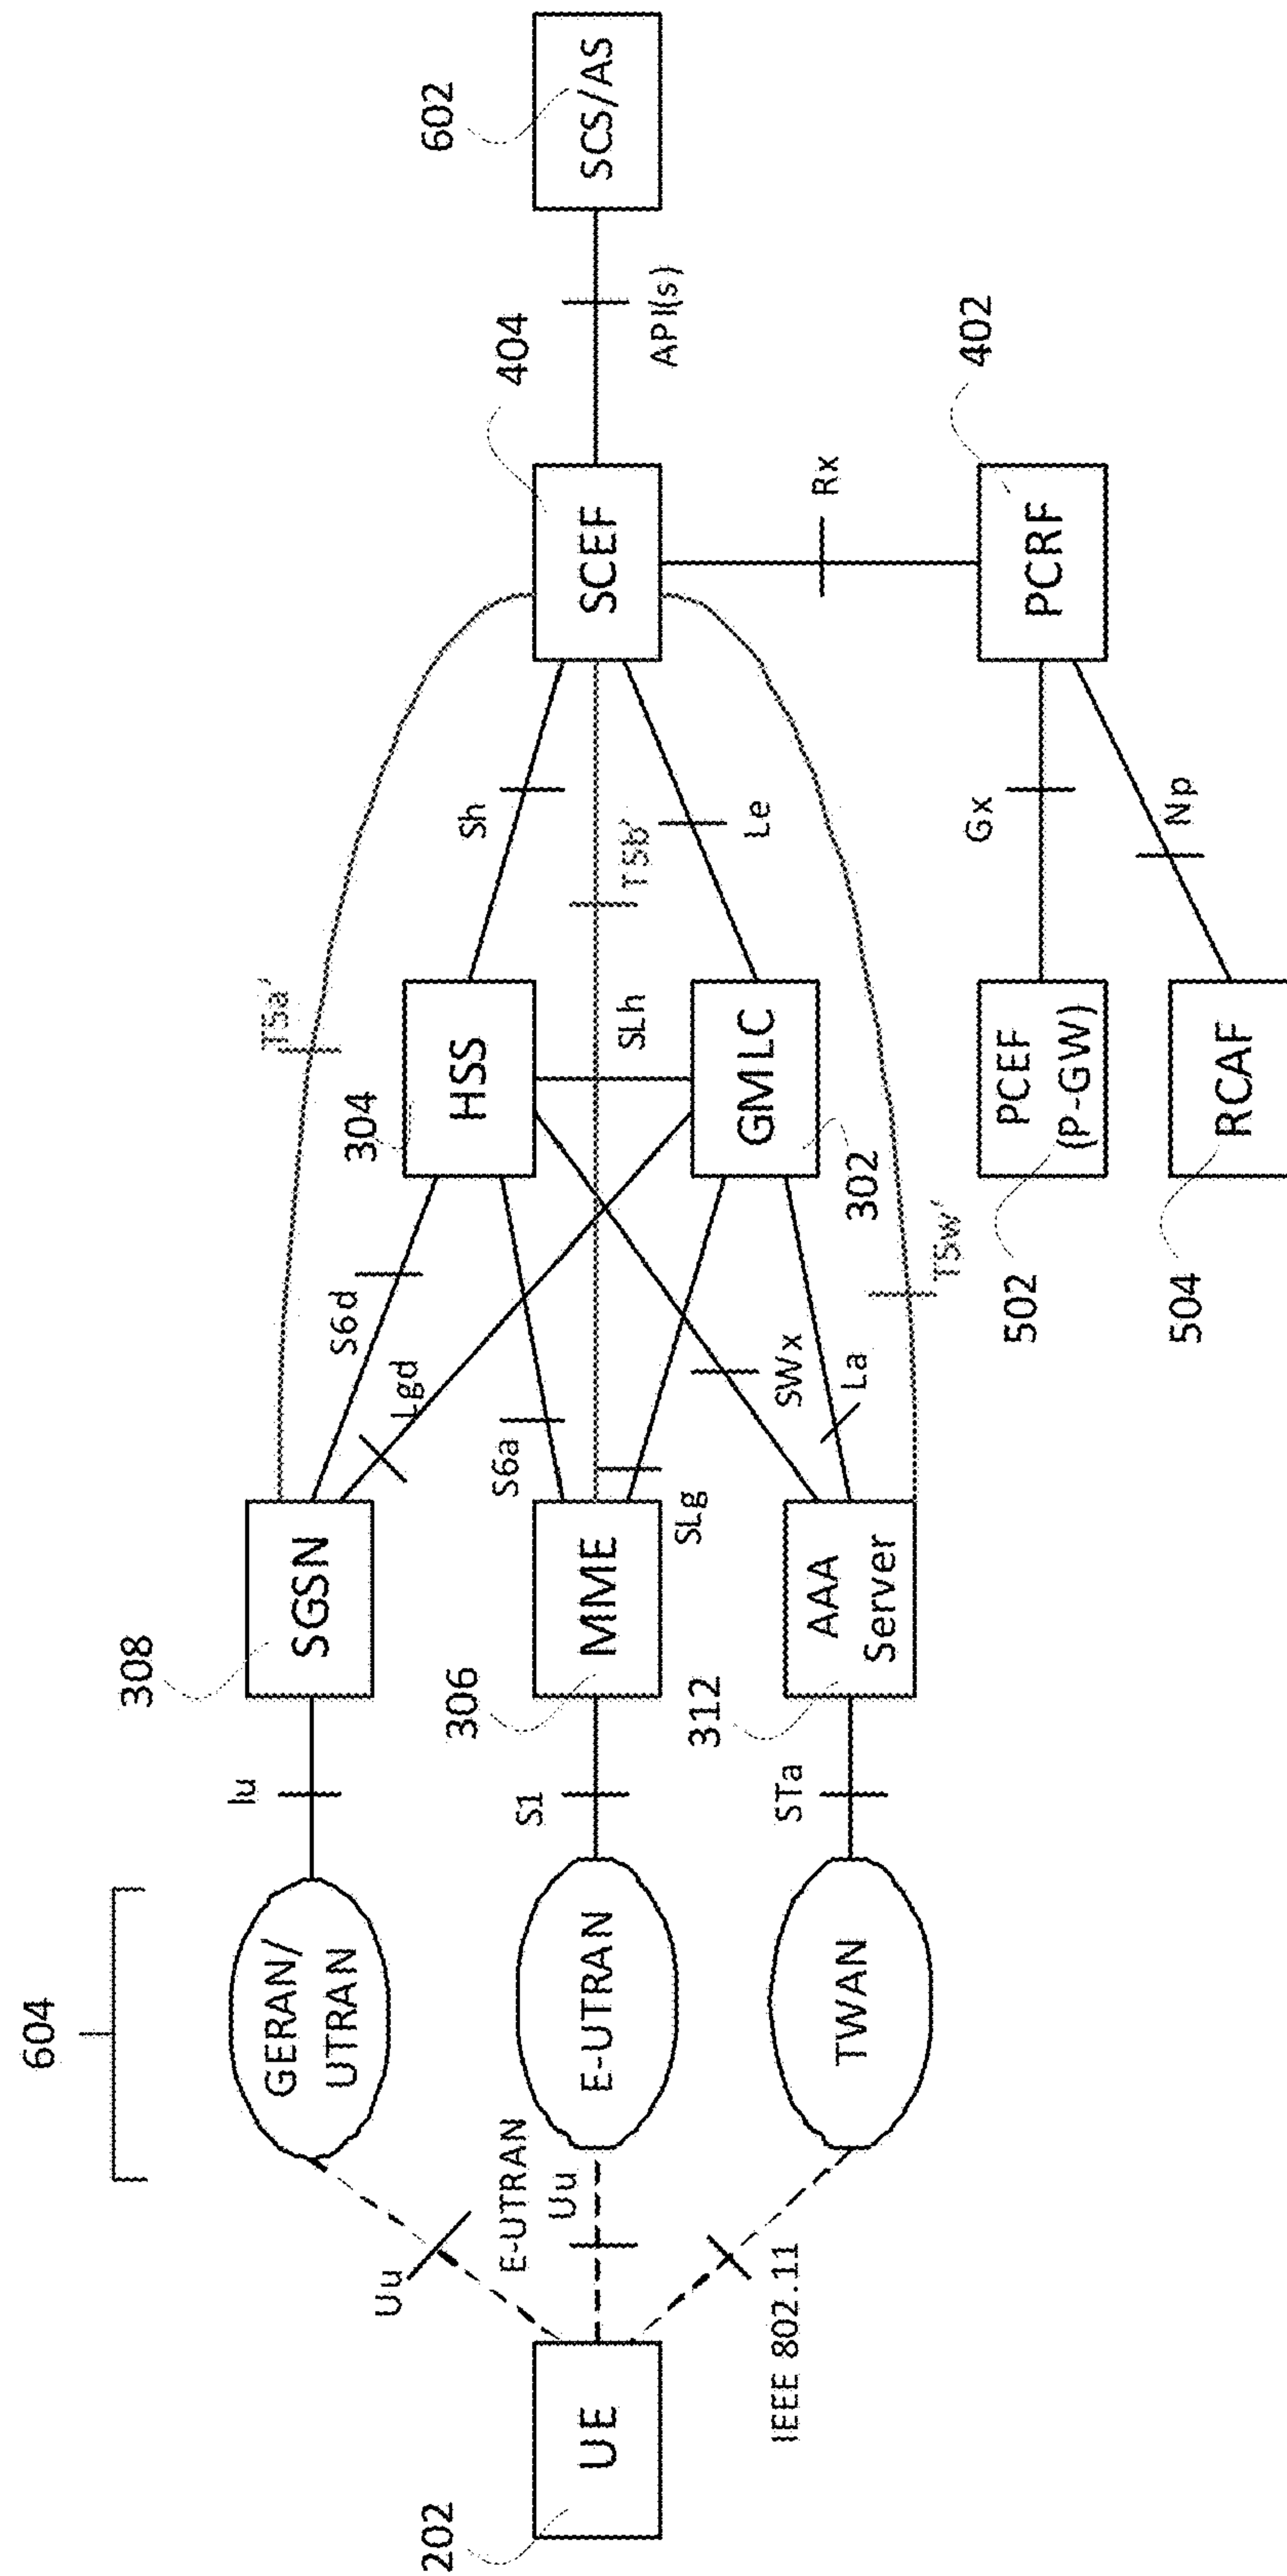 604
308
304
404
602
202
306
312
302
502
504
402
UE
Uu
E-UTRAN
Uu
IEEE 802.11
GERAN/
UTRAN
E-UTRAN
TWAN
Iu
S1
STa
SGSN
MME
AAA
Server
S6d
Lgd
S6a
SLg
SWx
La
T5a'
T5b'
T5w'
HSS
SLh
GMLC
Sh
Le
SCEF
API(s)
SCS/AS
Rx
PCRF
Gx
Np
PCEF
(P-GW)
RCAF